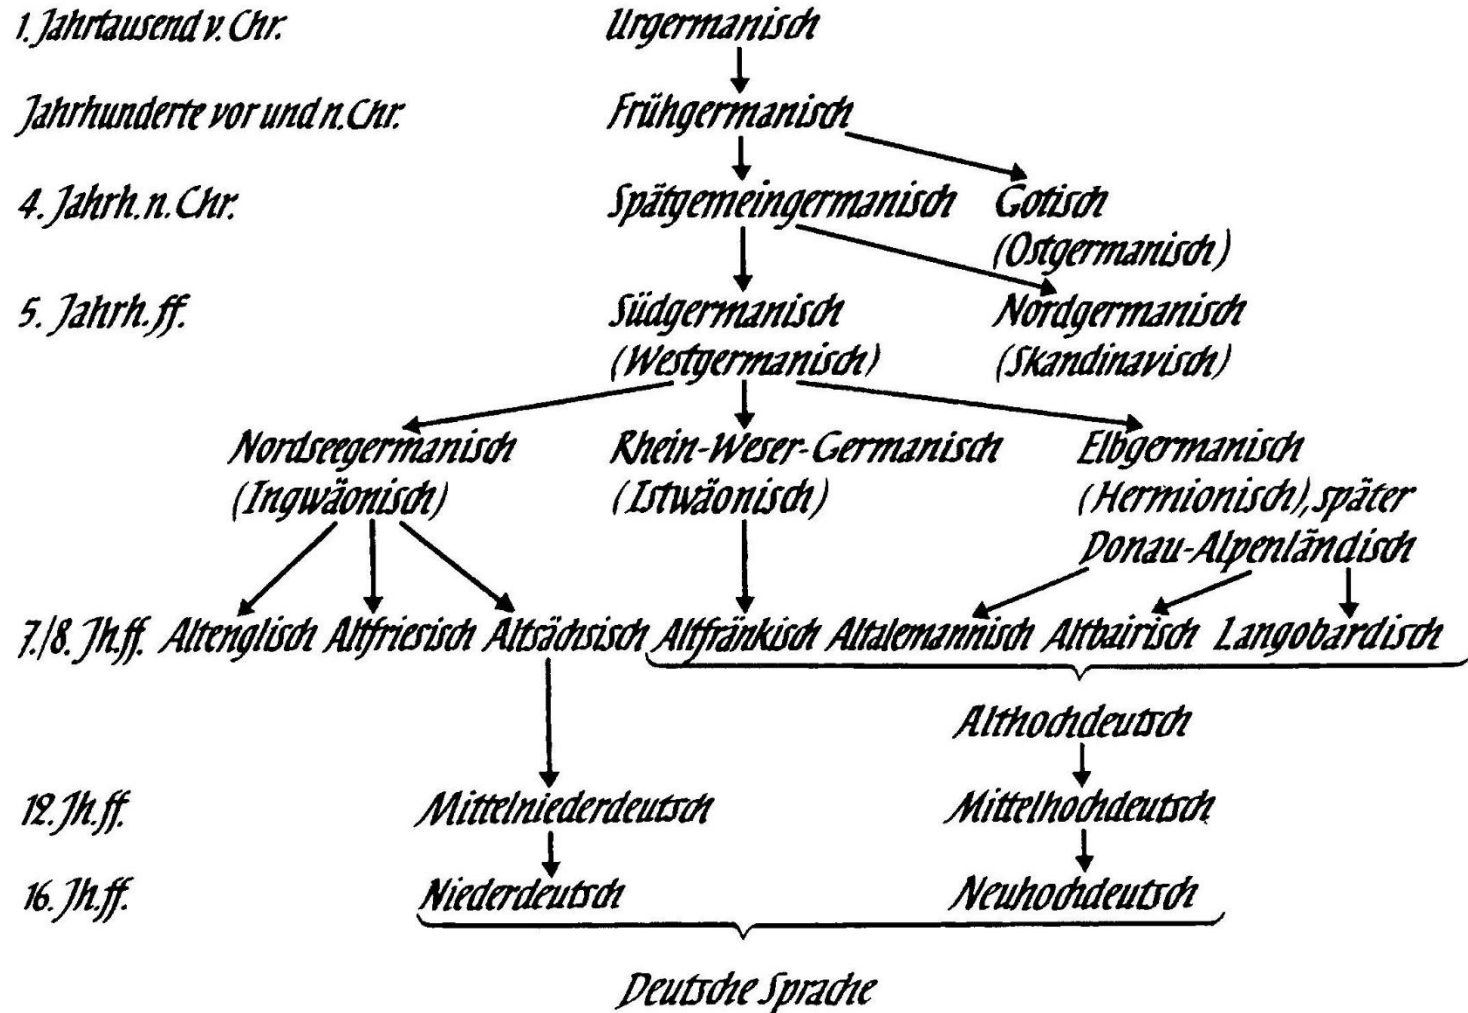 1. Jahrtausend v. Chr. Urgermanisch
Jahrhunderte vor und n. Chr. Frühgermanisch
4. Jahrh. n. Chr. Spätgemeingermanisch Gotisch
(Ostgermanisch)
5. Jahrh. ff. Südgermanisch Nordgermanisch
(Westgermanisch) (Skandinavisch)
Nordseegermanisch Rhein-Weser-Germanisch Elbgermanisch
(Ingwäonisch) (Istwäonisch) (Hermionisch), später
Donau-Alpenländisch
7./8. Jh. ff. Altenglisch Altfriesisch Altsächsisch Altfränkisch Altalemannisch Altbairisch Langobardisch
Althochdeutsch
12. Jh. ff. Mittelniederdeutsch Mittelhochdeutsch
16. Jh. ff. Niederdeutsch Neuhochdeutsch
Deutsche Sprache